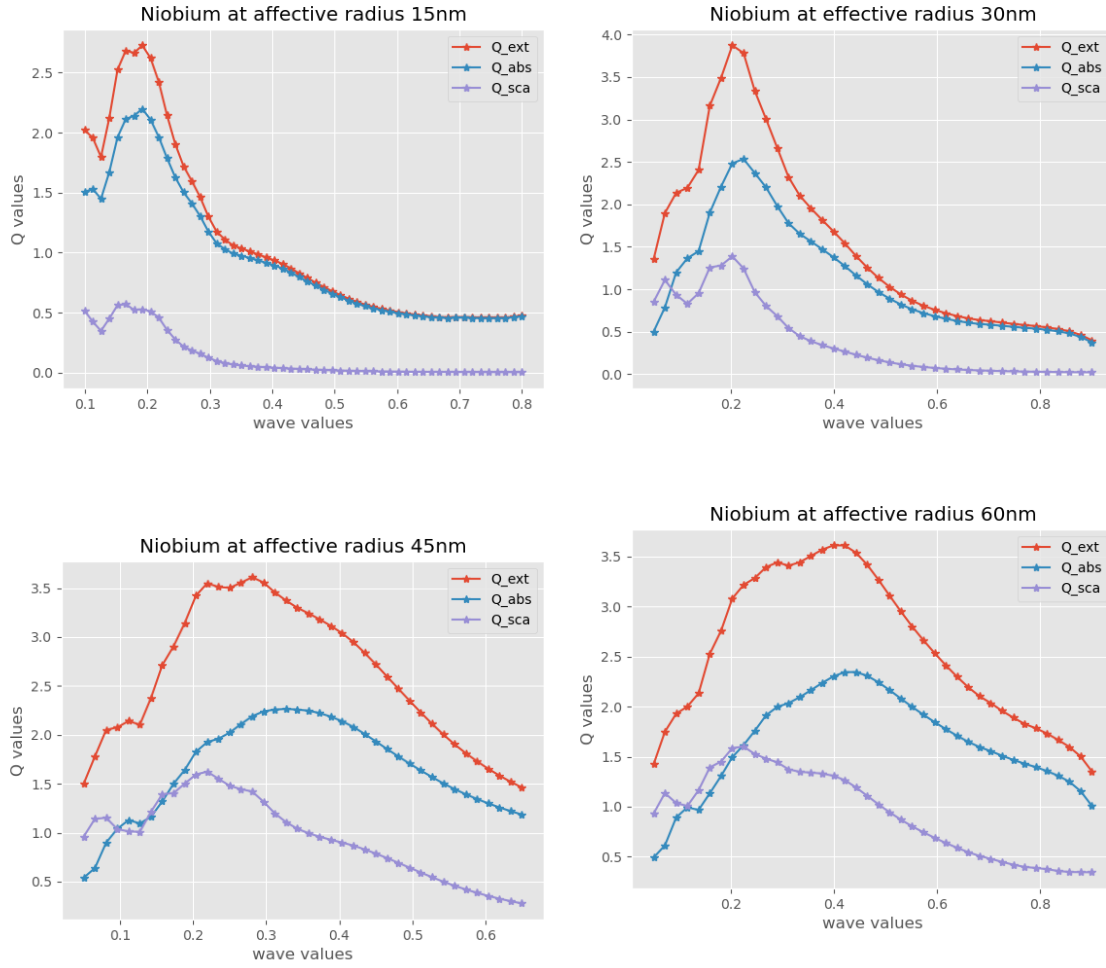 Niobium at affective radius 15nm
Q_ext
Q_abs
Q_sca
2.5
2.0
1.5
1.0
0.5
0.0
Q values
0.1 0.2 0.3 0.4 0.5 0.6 0.7 0.8
wave values
Niobium at effective radius 30nm
Q_ext
Q_abs
Q_sca
4.0
3.5
3.0
2.5
2.0
1.5
1.0
0.5
0.0
Q values
0.2 0.4 0.6 0.8
wave values
Niobium at affective radius 45nm
Q_ext
Q_abs
Q_sca
3.5
3.0
2.5
2.0
1.5
1.0
0.5
Q values
0.1 0.2 0.3 0.4 0.5 0.6
wave values
Niobium at affective radius 60nm
Q_ext
Q_abs
Q_sca
3.5
3.0
2.5
2.0
1.5
1.0
0.5
Q values
0.2 0.4 0.6 0.8
wave values